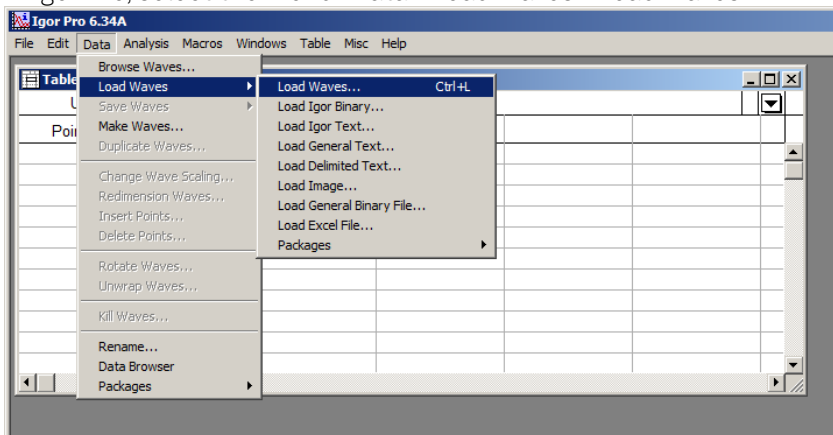 Igor Pro 6.34A
File Edit Data Analysis Macros Windows Table Misc Help
Browse Waves...
Load Waves
Save Waves
Make Waves...
Duplicate Waves...
Change Wave Scaling...
Redimension Waves...
Insert Points...
Delete Points...
Rotate Waves...
Unwrap Waves...
Kill Waves...
Rename...
Data Browser
Packages
Load Waves... Ctrl+L
Load Igor Binary...
Load Igor Text...
Load General Text...
Load Delimited Text...
Load Image...
Load General Binary File...
Load Excel File...
Packages
Table
Poi